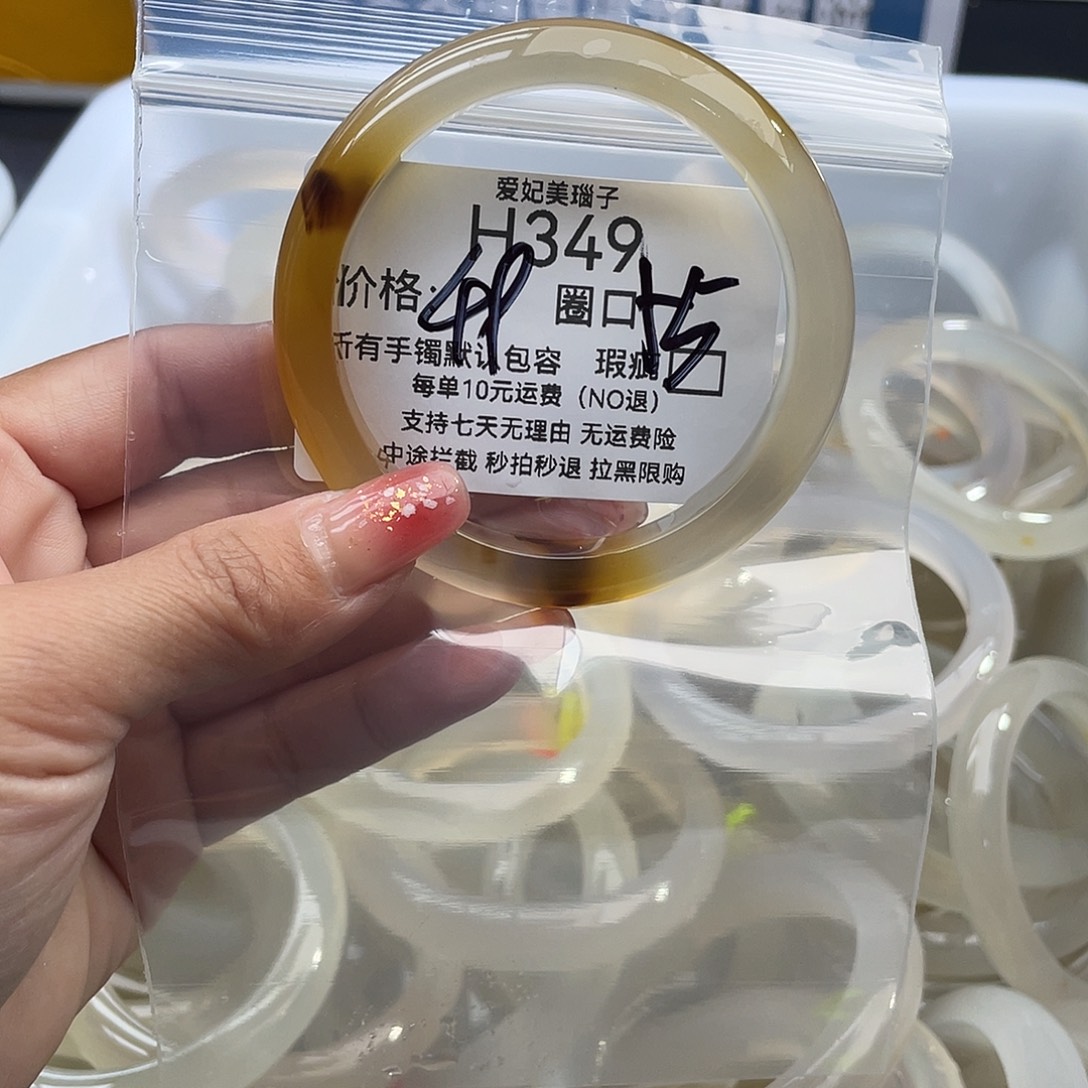 爱妃美瑙子
H349
价格: 49 圈口 55
所有手镯默认包容 瑕疵
每单10元运费（NO退）
支持七天无理由 无运费险
中途拦截 秒拍秒退 拉黑限购